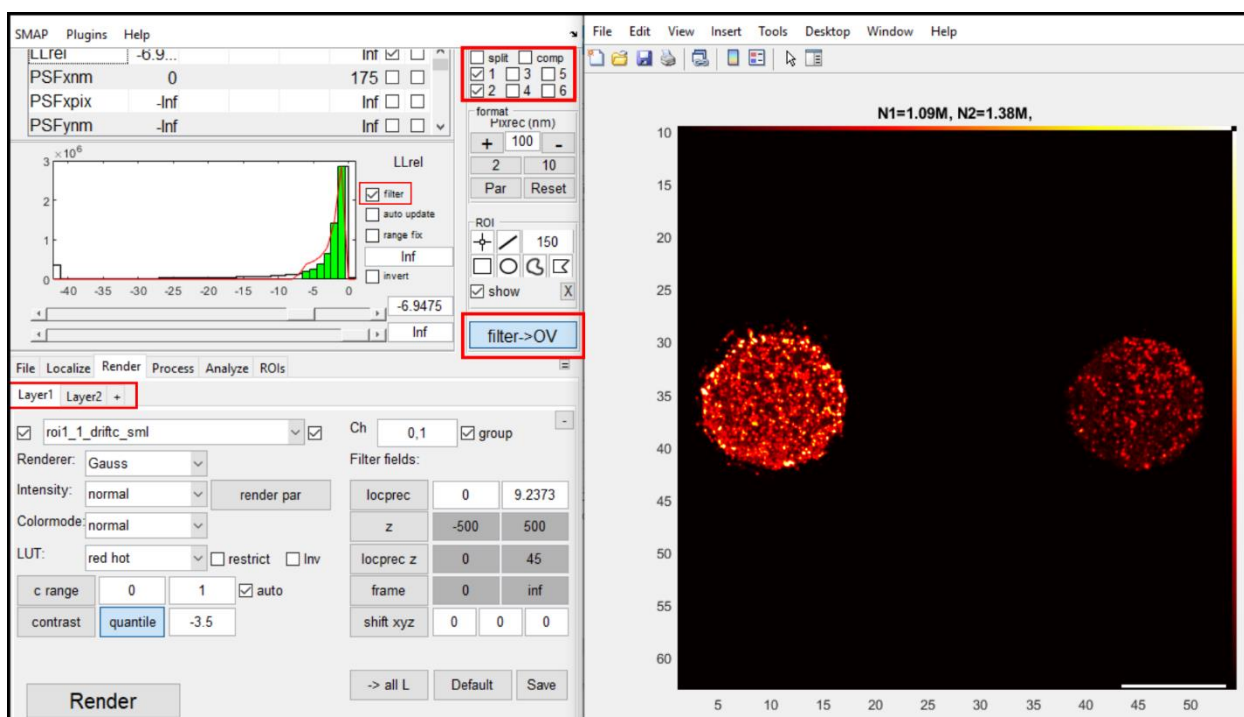 SMAP Plugins Help
LLrel -6.9... Inf
PSFxnm 0 175
PSFxpix -Inf Inf
PSFynm -Inf Inf
×10⁶
3
2
1
0
-40 -35 -30 -25 -20 -15 -10 -5 0
LLrel
filter
auto update
range fix
Inf
invert
-6.9475
Inf
split comp
1 3 5
2 4 6
format
Pixrec (nm)
+ 100 -
2 10
Par Reset
ROI
150
show X
filter->OV
File Localize Render Process Analyze ROIs
Layer1 Layer2 +
roi1_1_driftc_sml
Ch 0,1 group -
Renderer: Gauss
Filter fields:
Intensity: normal render par
locprec 0 9.2373
Colormode: normal
z -500 500
LUT: red hot restrict Inv
locprec z 0 45
c range 0 1 auto
frame 0 inf
contrast quantile -3.5
shift xyz 0 0 0
-> all L Default Save
Render
File Edit View Insert Tools Desktop Window Help
N1=1.09M, N2=1.38M,
10
15
20
25
30
35
40
45
50
55
60
5 10 15 20 25 30 35 40 45 50